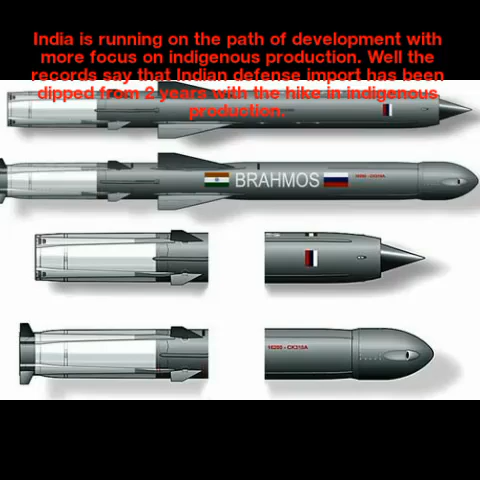 India is running on the path of development with
more focus on indigenous production. Well the
records say that Indian defense import has been
dipped from 2 years with the hike in indigenous
production.
BRAHMOS